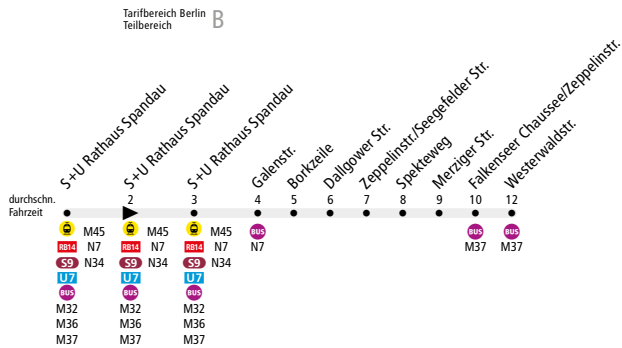 Tarifbereich Berlin B
Teilbereich
S+U Rathaus Spandau
S+U Rathaus Spandau
S+U Rathaus Spandau
Galenstr.
Borkzeile
Dallgower Str.
Zeppelinstr./Seegefelder Str.
Spekteweg
Merziger Str.
Falkenseer Chaussee/Zeppelinstr.
Westerwaldstr.
durchschn. 2 3 4 5 6 7 8 9 10 12
Fahrzeit
M45 M45 M45 BUS BUS BUS
RB14 N7 RB14 N7 RB14 N7 N7 M37 M37
S9 N34 S9 N34 S9 N34
U7 U7 U7
BUS BUS BUS
M32 M32 M32
M36 M36 M36
M37 M37 M37